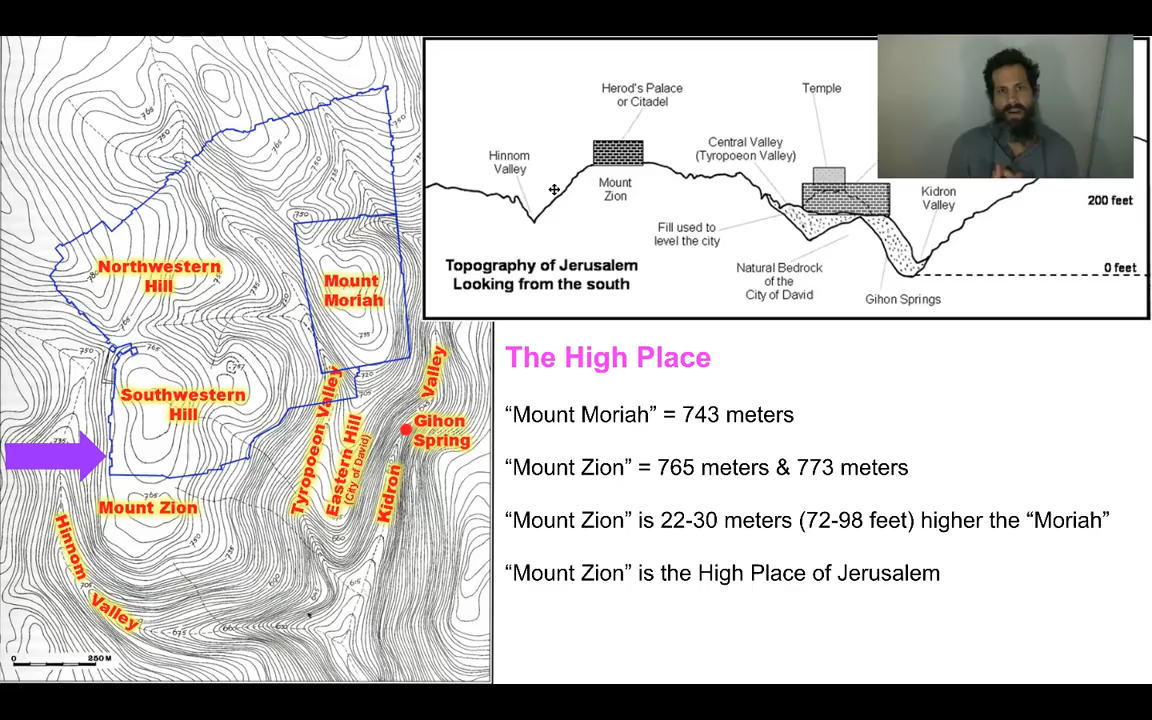 Northwestern
Hill
Mount
Moriah
Southwestern
Hill
Mount Zion
Hinnom
Valley
Tyropoeon Valley
Eastern Hill
(City of David)
Kidron
Valley
Gihon
Spring
0
250 M
Herod's Palace
or Citadel
Temple
Hinnom
Valley
Mount
Zion
Central Valley
(Tyropoeon Valley)
Kidron
Valley
200 feet
Fill used to
level the city
Natural Bedrock
of the
City of David
0 feet
Gihon Springs
Topography of Jerusalem
Looking from the south
The High Place
“Mount Moriah” = 743 meters
“Mount Zion” = 765 meters & 773 meters
“Mount Zion” is 22-30 meters (72-98 feet) higher the “Moriah”
“Mount Zion” is the High Place of Jerusalem